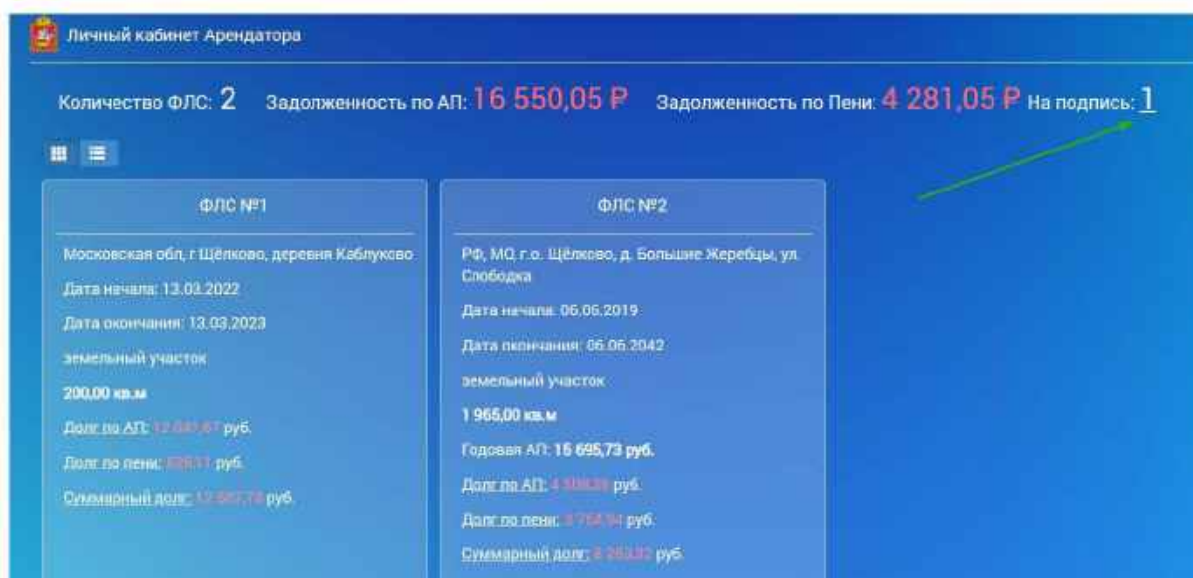 Личный кабинет Арендатора
Количество ФЛС: 2 Задолженность по АП: 16 550,05 ₽ Задолженность по Пени: 4 281,05 ₽ На подпись: 1
ФЛС №1
Московская обл, г Щёлково, деревня Каблуково
Дата начала: 13.03.2022
Дата окончания: 13.03.2023
земельный участок
200,00 кв.м
Долг по АП: руб.
Долг по пени: руб.
Суммарный долг: руб.
ФЛС №2
РФ, МО, г.о. Щёлково, д. Большие Жеребцы, ул.
Слободка
Дата начала: 06.06.2019
Дата окончания: 06.06.2042
земельный участок
1 965,00 кв.м
Годовая АП: 15 695,73 руб.
Долг по АП: руб.
Долг по пени: руб.
Суммарный долг: руб.